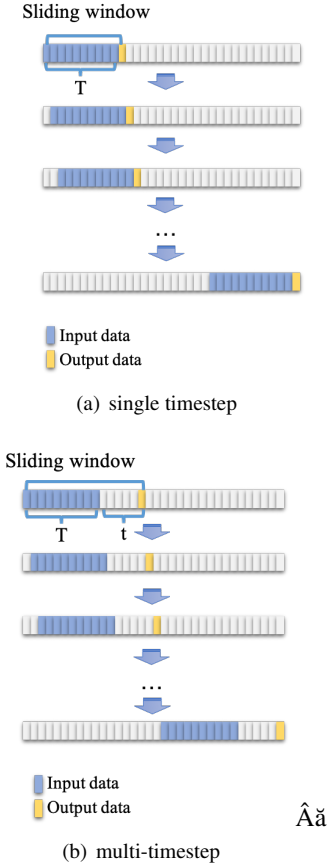 Sliding window
T
...
Input data
Output data
(a) single timestep
Sliding window
T t
...
Input data
Output data
Âă
(b) multi-timestep